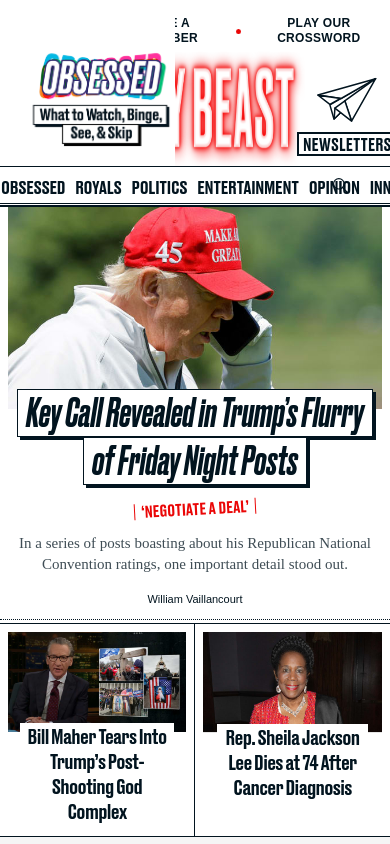 E A
BER
PLAY OUR
CROSSWORD
OBSESSED
What to Watch, Binge,
See, & Skip
Y BEAST
NEWSLETTERS
OBSESSED ROYALS POLITICS ENTERTAINMENT OPINION INN
45
MAKE A
GREAT
Key Call Revealed in Trump’s Flurry
of Friday Night Posts
‘NEGOTIATE A DEAL’
In a series of posts boasting about his Republican National
Convention ratings, one important detail stood out.
William Vaillancourt
Bill Maher Tears Into
Trump’s Post-
Shooting God
Complex
Rep. Sheila Jackson
Lee Dies at 74 After
Cancer Diagnosis